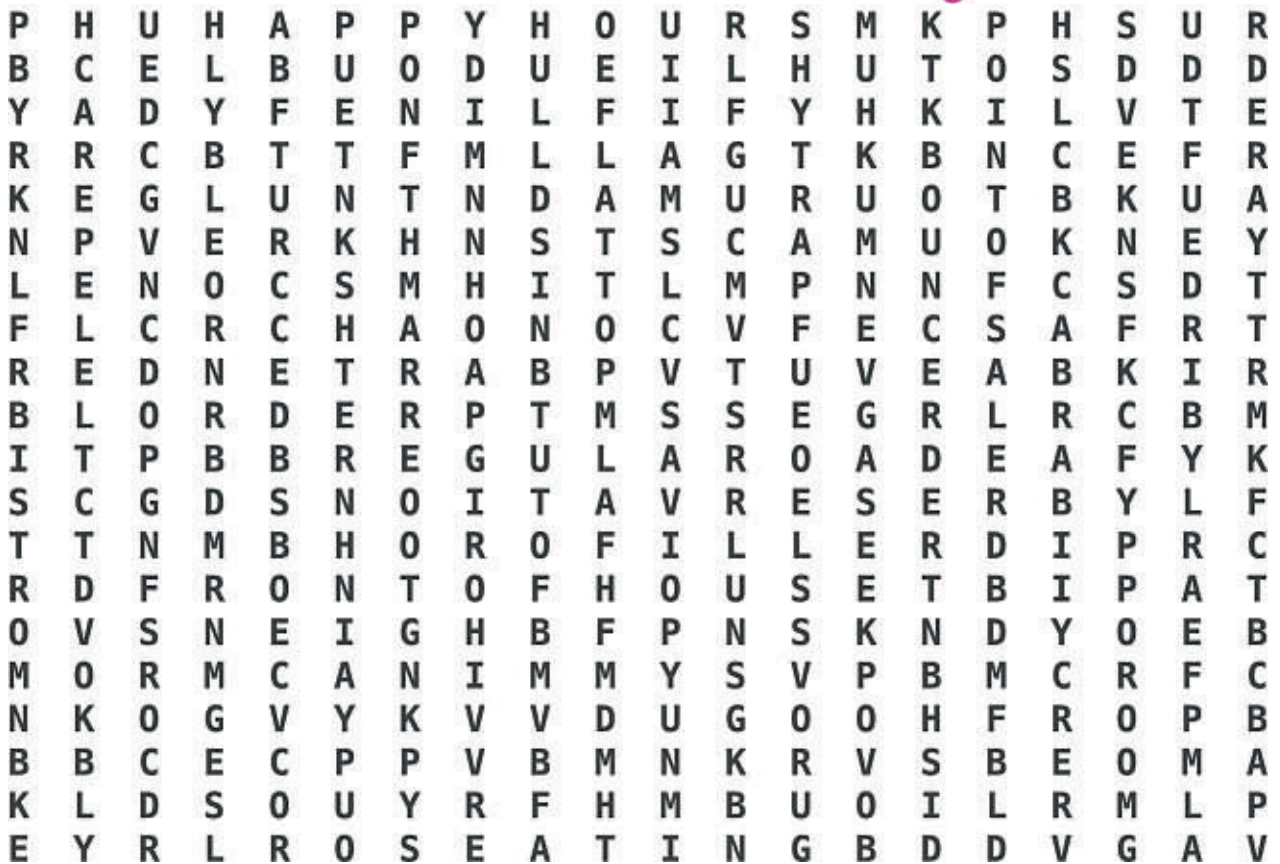 P H U H A P P Y H O U R S M K P H S U R
B C E L B U O D U E I L H U T O S D D D
Y A D Y F E N I L F I F Y H K I L V T E
R R C B T T F M L L A G T K B N C E F R
K E G L U N T N D A M U R U O T B K U A
N P V E R K H N S T S C A M U O K N E Y
L E N O C S M H I T L M P N N F C S D T
F L C R C H A O N O C V F E C S A F R T
R E D N E T R A B P V T U V E A B K I R
B L O R D E R P T M S S E G R L R C B M
I T P B B R E G U L A R O A D E A F Y K
S C G D S N O I T A V R E S E R B Y L F
T T N M B H O R O F I L L E R D I P R C
R D F R O N T O F H O U S E T B I P A T
O V S N E I G H B F P N S K N D Y O E B
M O R M C A N I M M Y S V P B M C R F C
N K O G V Y K V V D U G O O H F R O P B
B B C E C P P V B M N K R V S B E O M A
K L D S O U Y R F H M B U O I L R M L P
E Y R L R O S E A T I N G B D D V G A V